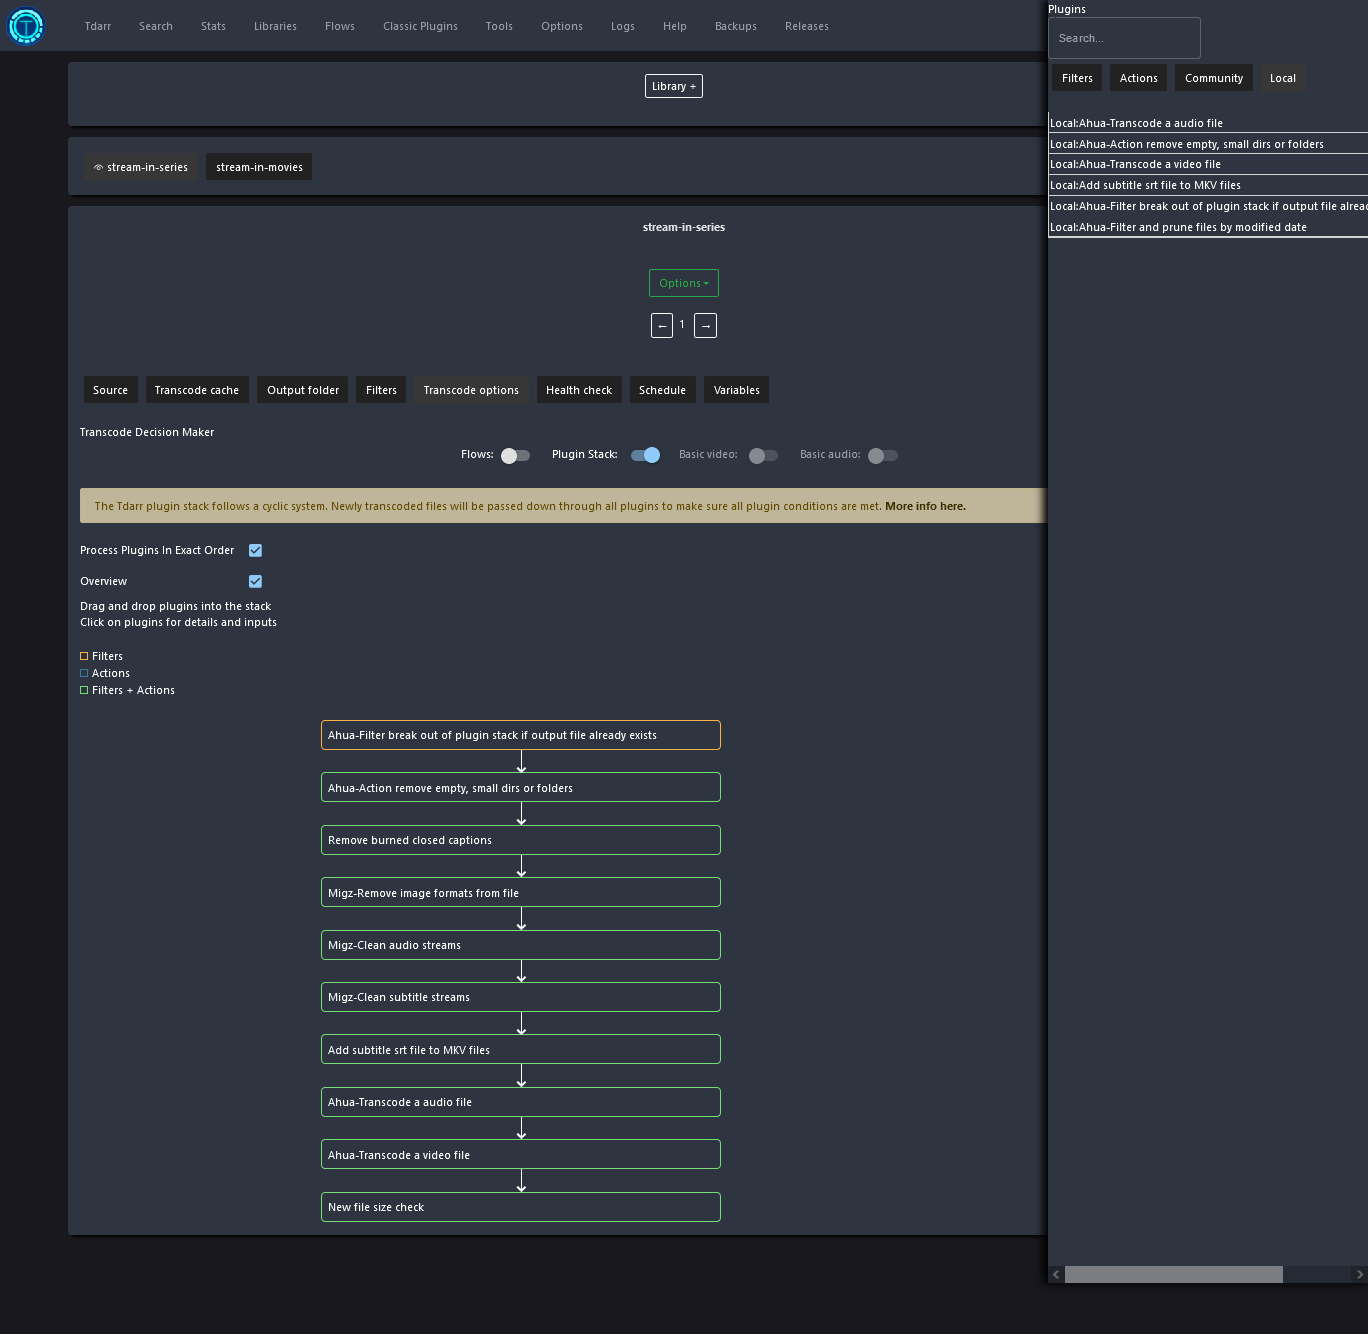 Tdarr Search Stats Libraries Flows Classic Plugins Tools Options Logs Help Backups Releases
Library +
stream-in-series stream-in-movies
stream-in-series
Options
← 1 →
Source Transcode cache Output folder Filters Transcode options Health check Schedule Variables
Transcode Decision Maker
Flows: Plugin Stack: Basic video: Basic audio:
The Tdarr plugin stack follows a cyclic system. Newly transcoded files will be passed down through all plugins to make sure all plugin conditions are met. More info here.
Process Plugins In Exact Order
Overview
Drag and drop plugins into the stack
Click on plugins for details and inputs
Filters
Actions
Filters + Actions
Ahua-Filter break out of plugin stack if output file already exists
Ahua-Action remove empty, small dirs or folders
Remove burned closed captions
Migz-Remove image formats from file
Migz-Clean audio streams
Migz-Clean subtitle streams
Add subtitle srt file to MKV files
Ahua-Transcode a audio file
Ahua-Transcode a video file
New file size check
Plugins
Search...
Filters Actions Community Local
Local:Ahua-Transcode a audio file
Local:Ahua-Action remove empty, small dirs or folders
Local:Ahua-Transcode a video file
Local:Add subtitle srt file to MKV files
Local:Ahua-Filter break out of plugin stack if output file alrea
Local:Ahua-Filter and prune files by modified date